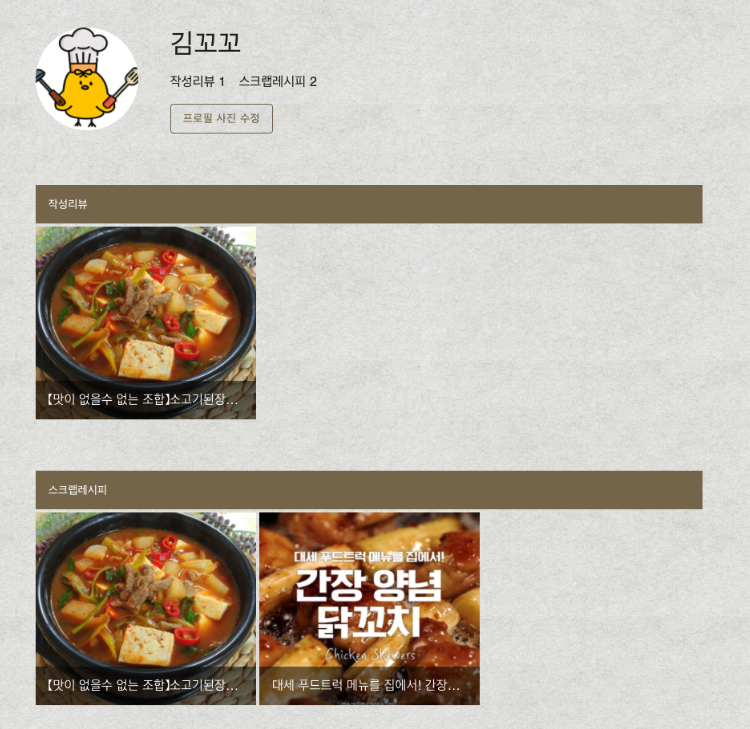 김꼬꼬
작성리뷰 1 스크랩레시피 2
프로필 사진 수정
작성리뷰
【맛이 없을수 없는 조합】소고기된장...
스크랩레시피
【맛이 없을수 없는 조합】소고기된장...
대세 푸드트럭 메뉴를 집에서!
간장 양념
닭꼬치
Chicken Skewers
대세 푸드트럭 메뉴를 집에서! 간장...